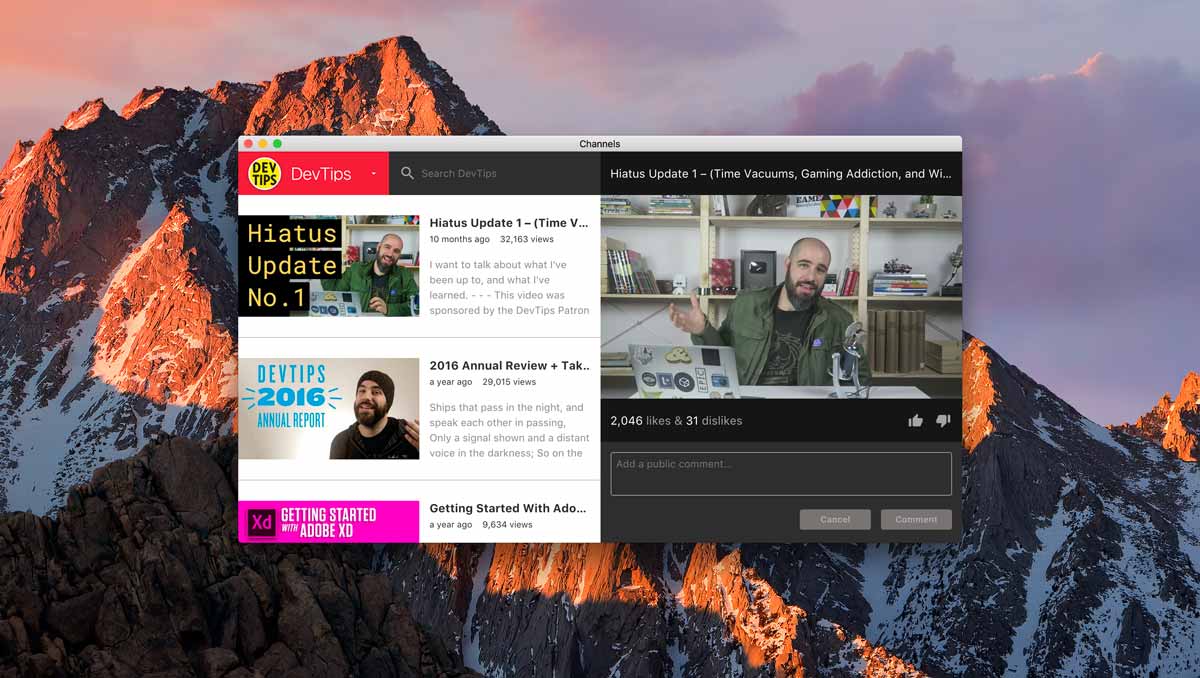 Channels
DEV
TIPS
DevTips
Search DevTips
Hiatus Update 1 – (Time Vacuums, Gaming Addiction, and Wi...
Hiatus
Update
No.1
Hiatus Update 1 – (Time V...
10 months ago 32,163 views
I want to talk about what I've
been up to, and what I've
learned. - - - This video was
sponsored by the DevTips Patron
DEVTIPS
2016
ANNUAL REPORT
2016 Annual Review + Tak...
a year ago 29,015 views
Ships that pass in the night, and
speak each other in passing,
Only a signal shown and a distant
voice in the darkness; So on the
Xd
GETTING STARTED
WITH ADOBE XD
Getting Started With Ado...
a year ago 9,634 views
EAME
2,046 likes & 31 dislikes
Add a public comment...
Cancel
Comment